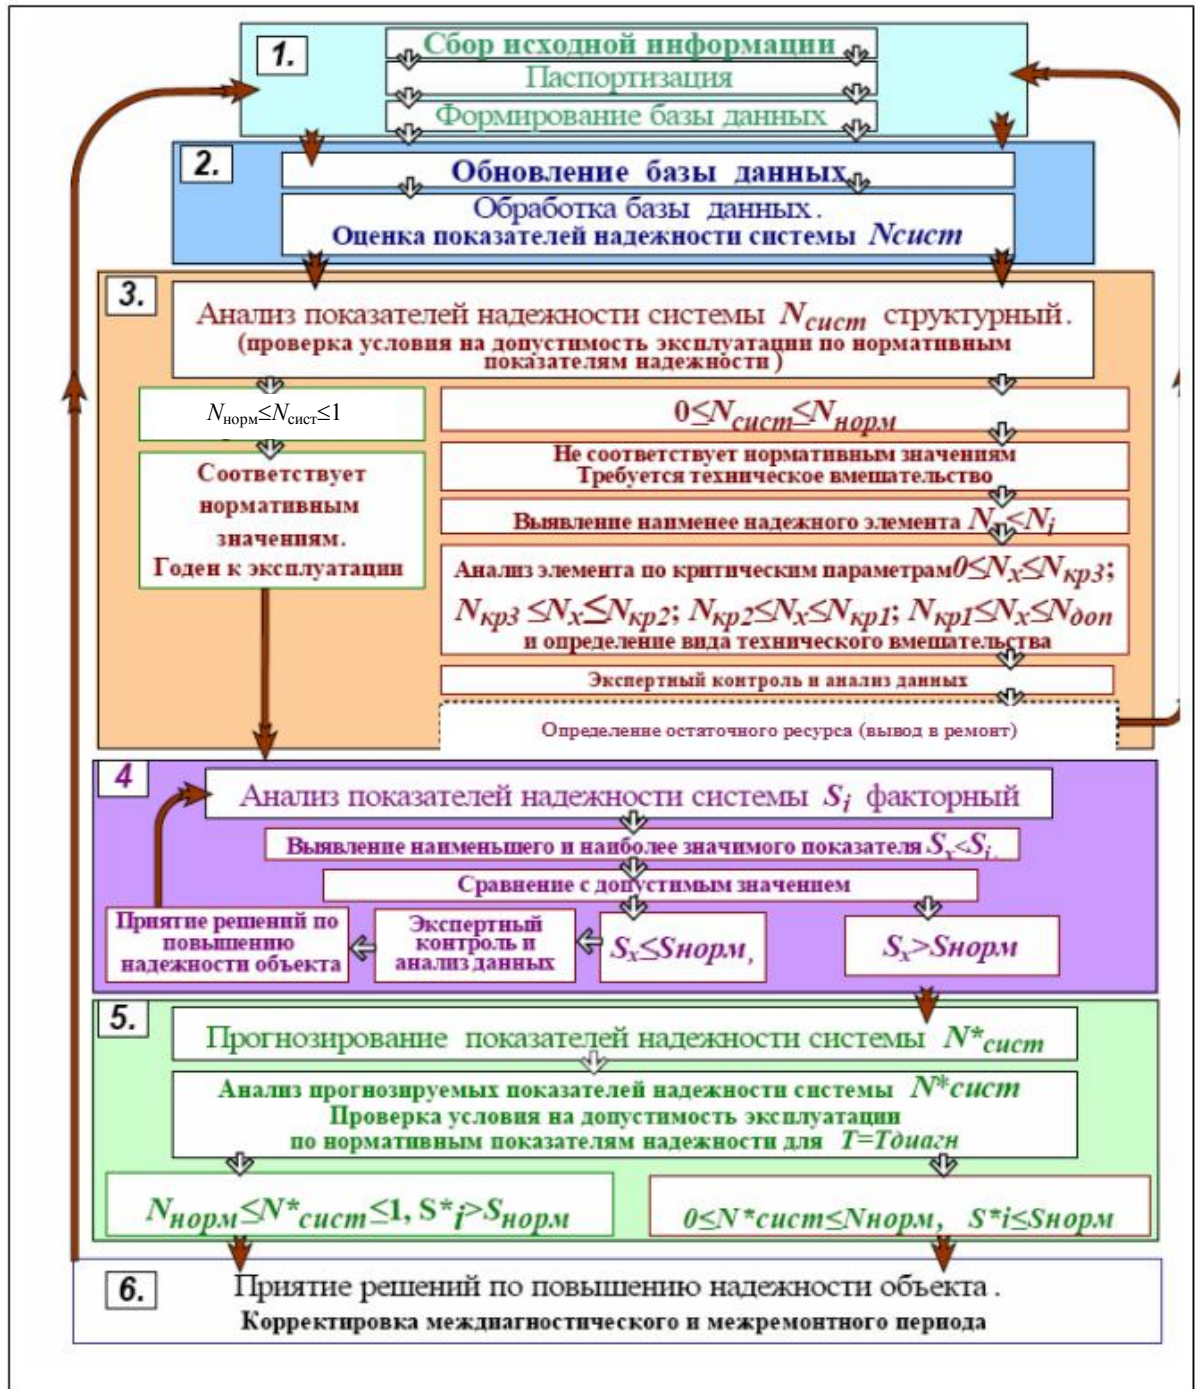 1.
Сбор исходной информации
Паспортизация
Формирование базы данных
2.
Обновление базы данных
Обработка базы данных.
Оценка показателей надежности системы Nсист
3.
Анализ показателей надежности системы Nсист структурный.
(проверка условия на допустимость эксплуатации по нормативным
показателям надежности)
Nнорм≤Nсист≤1
Соответствует
нормативным
значениям.
Годен к эксплуатации
0≤Nсист≤Nнорм
Не соответствует нормативным значениям
Требуется техническое вмешательство
Выявление наименее надежного элемента Nx<Ni
Анализ элемента по критическим параметрам 0≤Nx≤Nкр3;
Nкр3 ≤Nx≤Nкр2; Nкр2≤Nx≤Nкр1; Nкр1≤Nx≤Nдоп
и определение вида технического вмешательства
Экспертный контроль и анализ данных
Определение остаточного ресурса (вывод в ремонт)
4
Анализ показателей надежности системы Si факторный
Выявление наименьшего и наиболее значимого показателя Sx<Si.
Сравнение с допустимым значением
Приятие решений по
повышению
надежности объекта
Экспертный
контроль и
анализ данных
Sx≤Sнорм,
Sx>Sнорм
5.
Прогнозирование показателей надежности системы N*сист
Анализ прогнозируемых показателей надежности системы N*сист
Проверка условия на допустимость эксплуатации
по нормативным показателям надежности для T=Tдиагн
Nнорм≤N*сист≤1, S*i>Sнорм
0≤N*сист≤Nнорм, S*i≤Sнорм
6.
Приятие решений по повышению надежности объекта.
Корректировка междиагностического и межремонтного периода